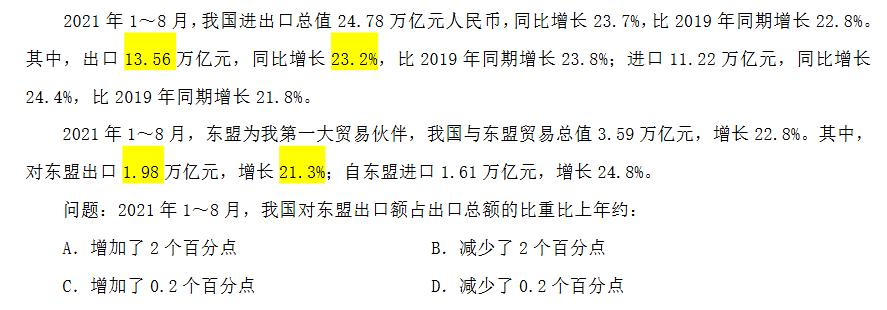 2021 年 1～8 月，我国进出口总值 24.78 万亿元人民币，同比增长 23.7%，比 2019 年同期增长 22.8%。
其中，出口 13.56 万亿元，同比增长 23.2%，比 2019 年同期增长 23.8%；进口 11.22 万亿元，同比增长
24.4%，比 2019 年同期增长 21.8%。
2021 年 1～8 月，东盟为我第一大贸易伙伴，我国与东盟贸易总值 3.59 万亿元，增长 22.8%。其中，
对东盟出口 1.98 万亿元，增长 21.3%；自东盟进口 1.61 万亿元，增长 24.8%。
问题：2021 年 1～8 月，我国对东盟出口额占出口总额的比重比上年约：
A．增加了 2 个百分点 B．减少了 2 个百分点
C．增加了 0.2 个百分点 D．减少了 0.2 个百分点